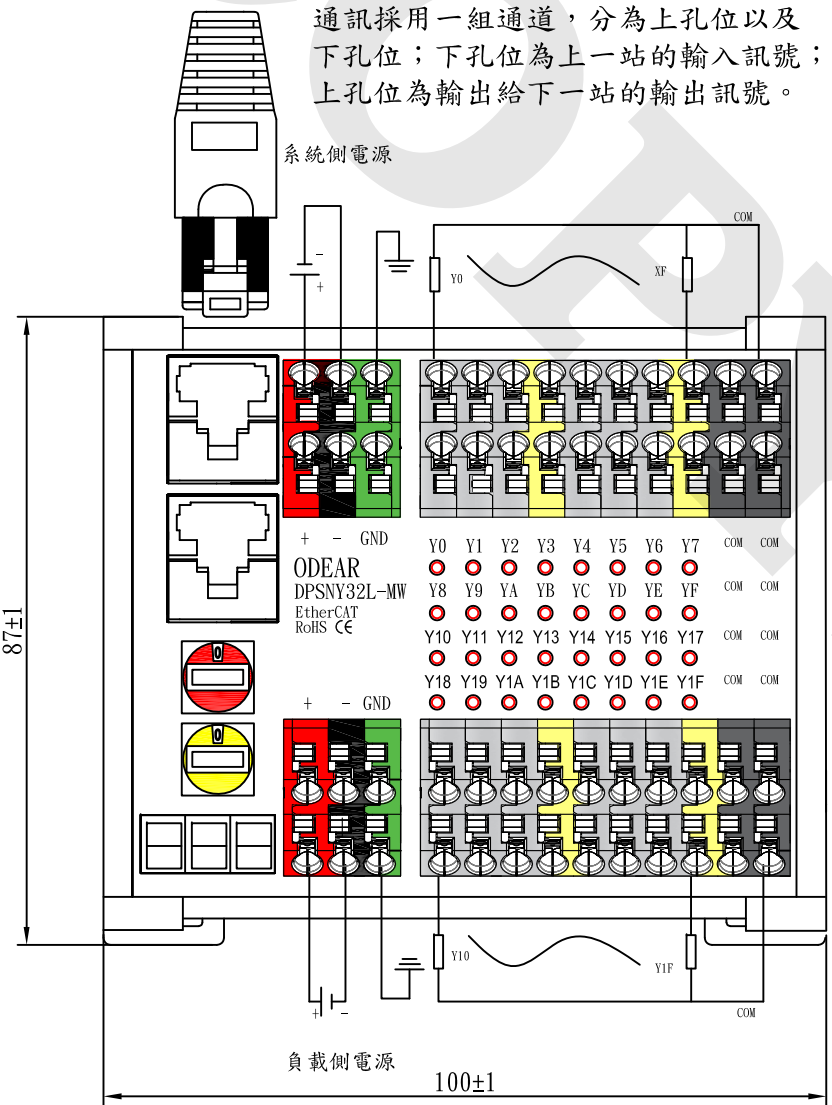 通訊採用一組通道，分為上孔位以及
下孔位；下孔位為上一站的輸入訊號；
上孔位為輸出給下一站的輸出訊號。
系統側電源
COM
-
+
Y0
XF
+ - GND
ODEAR
DPSNY32L-MW
EtherCAT
RoHS CE
Y0 Y1 Y2 Y3 Y4 Y5 Y6 Y7 COM COM
Y8 Y9 YA YB YC YD YE YF COM COM
Y10 Y11 Y12 Y13 Y14 Y15 Y16 Y17 COM COM
Y18 Y19 Y1A Y1B Y1C Y1D Y1E Y1F COM COM
0
0
+ - GND
87±1
Y10
Y1F
+ -
COM
負載側電源
100±1
COPY